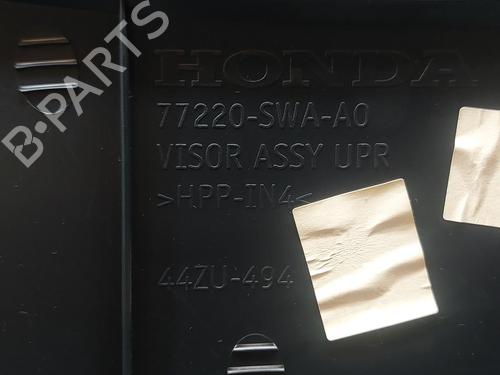 B-PARTS
HONDA
77220-SWA-A0
VISOR ASSY UPR
>HPP-IN4<
44ZU-494